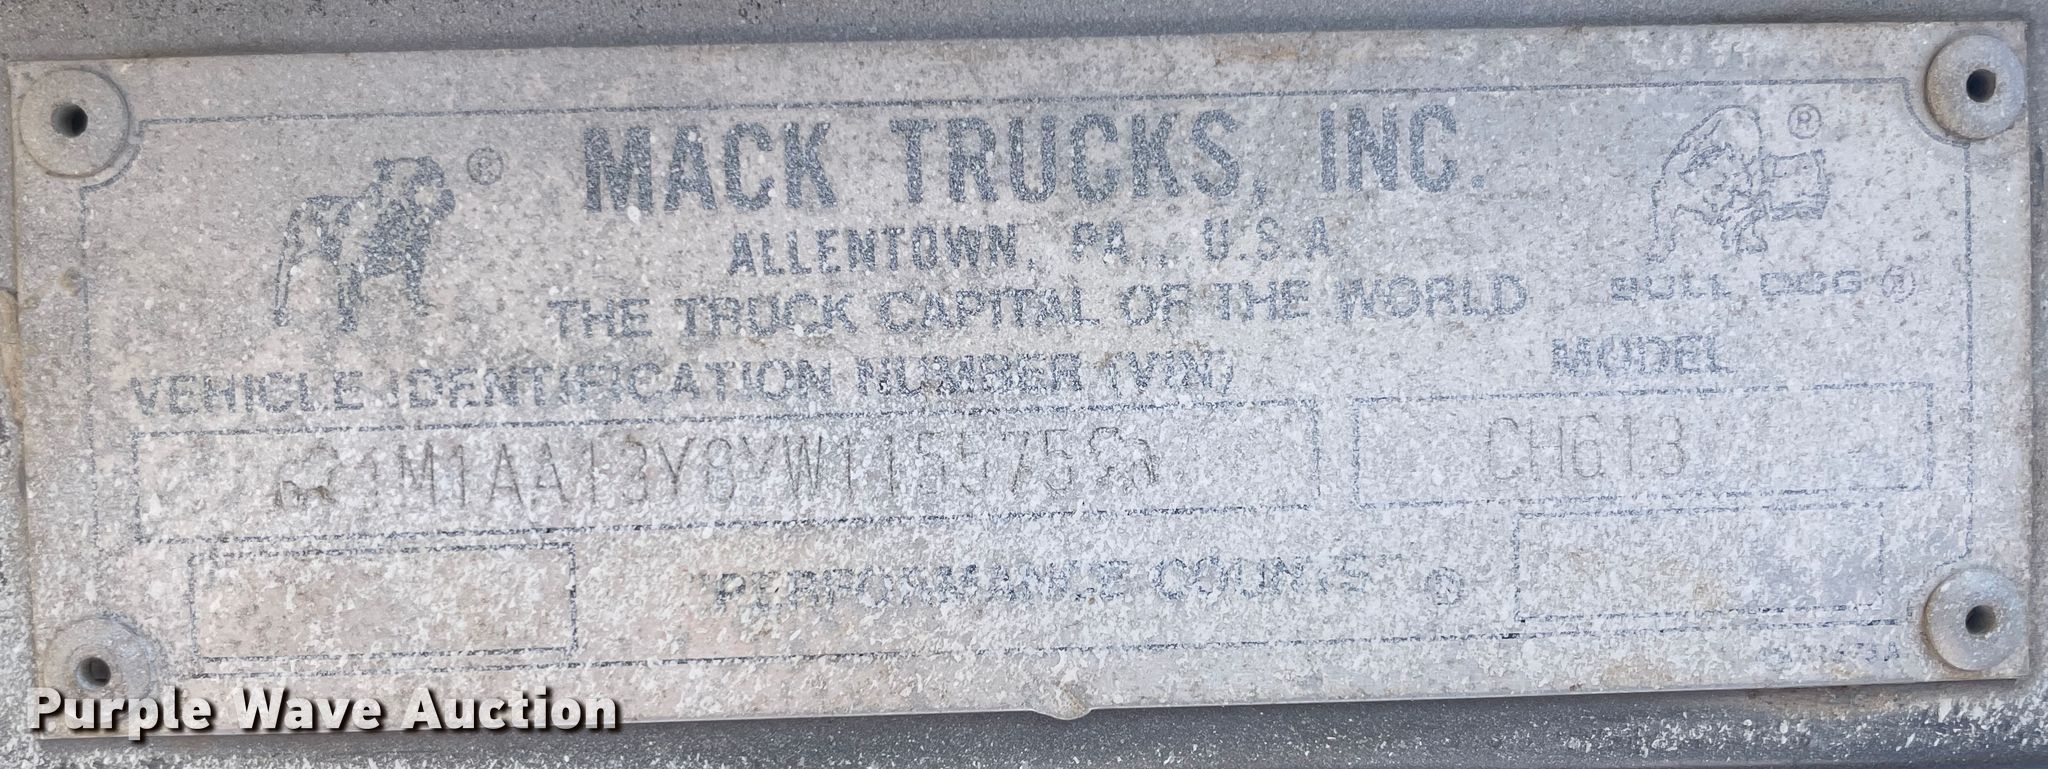 MACK TRUCKS, INC.
ALLENTOWN, PA., U.S.A
THE TRUCK CAPITAL OF THE WORLD
BULL DOG ®
®
®
VEHICLE IDENTIFICATION NUMBER (VIN)
MODEL
1M1AA13Y8YW115575
CH613
"PERFORMANCE COUNTS" ®
Purple Wave Auction